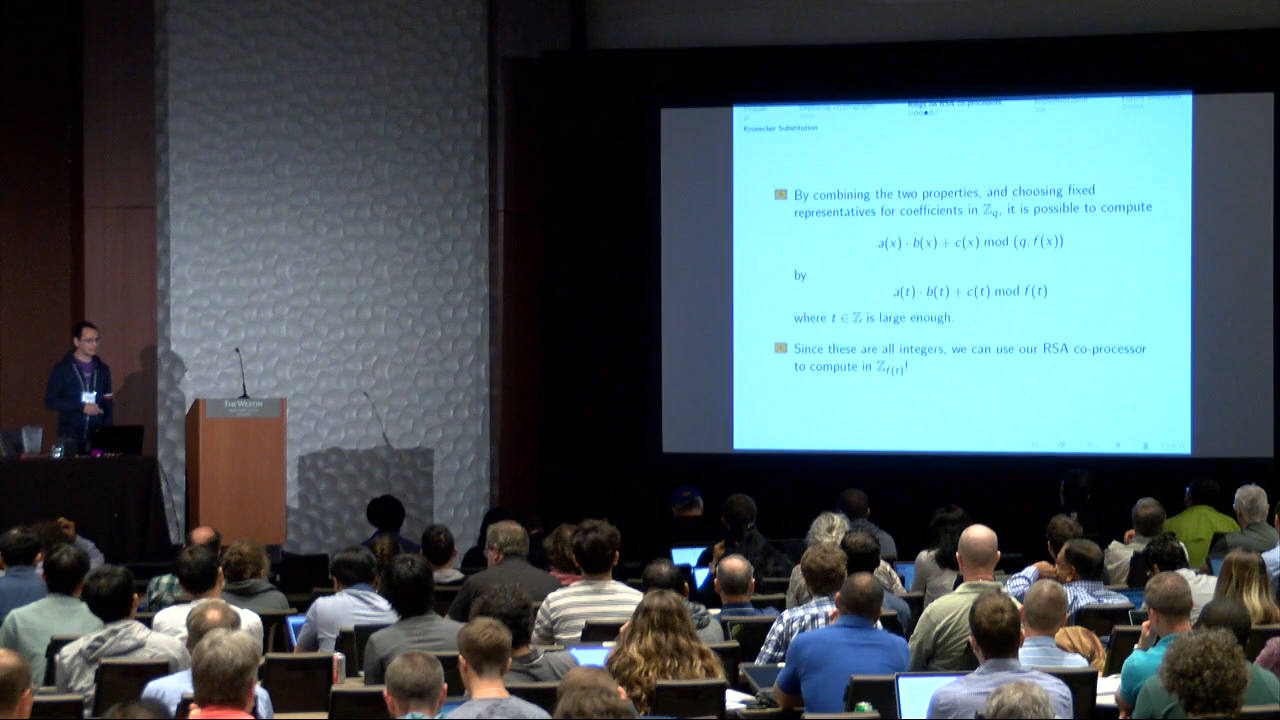 Rings on RSA co-processors
Kronecker Substitution
By combining the two properties, and choosing fixed
representatives for coefficients in ℤ_q, it is possible to compute
a(x) · b(x) + c(x) mod (q, f(x))
by
a(t) · b(t) + c(t) mod f(t)
where t ∈ ℤ is large enough.
Since these are all integers, we can use our RSA co-processor
to compute in ℤ_f(t)!
THE WESTIN